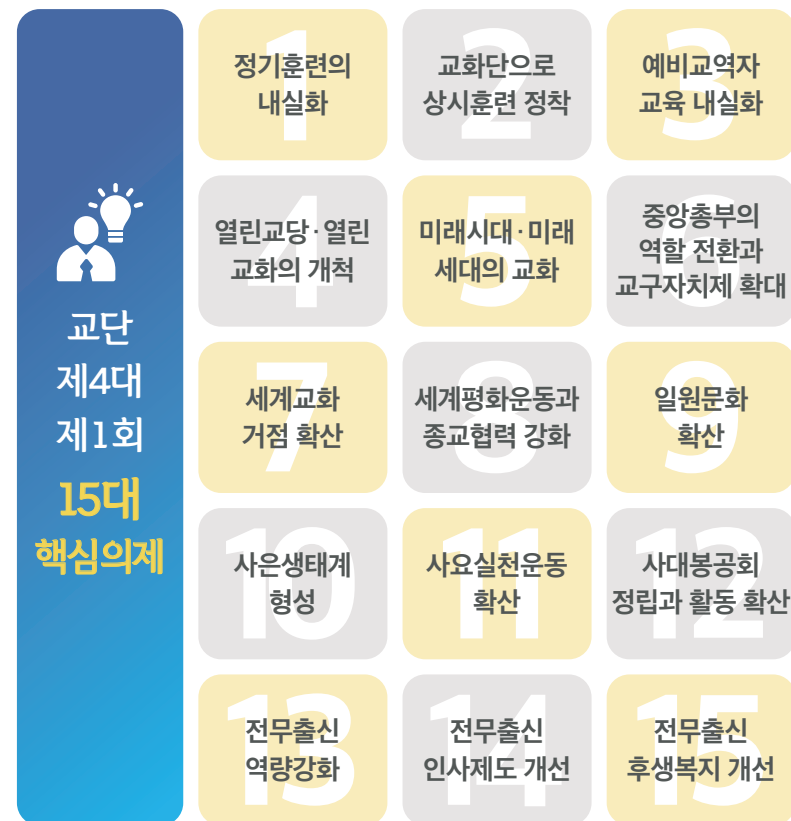 교단
제4대
제1회
15대
핵심의제
1
정기훈련의
내실화
2
교화단으로
상시훈련 정착
3
예비교역자
교육 내실화
4
열린교당·열린
교화의 개척
5
미래시대·미래
세대의 교화
6
중앙총부의
역할 전환과
교구자치제 확대
7
세계교화
거점 확산
8
세계평화운동과
종교협력 강화
9
일원문화
확산
10
사은생태계
형성
11
사요실천운동
확산
12
사대봉공회
정립과 활동 확산
13
전무출신
역량강화
14
전무출신
인사제도 개선
15
전무출신
후생복지 개선